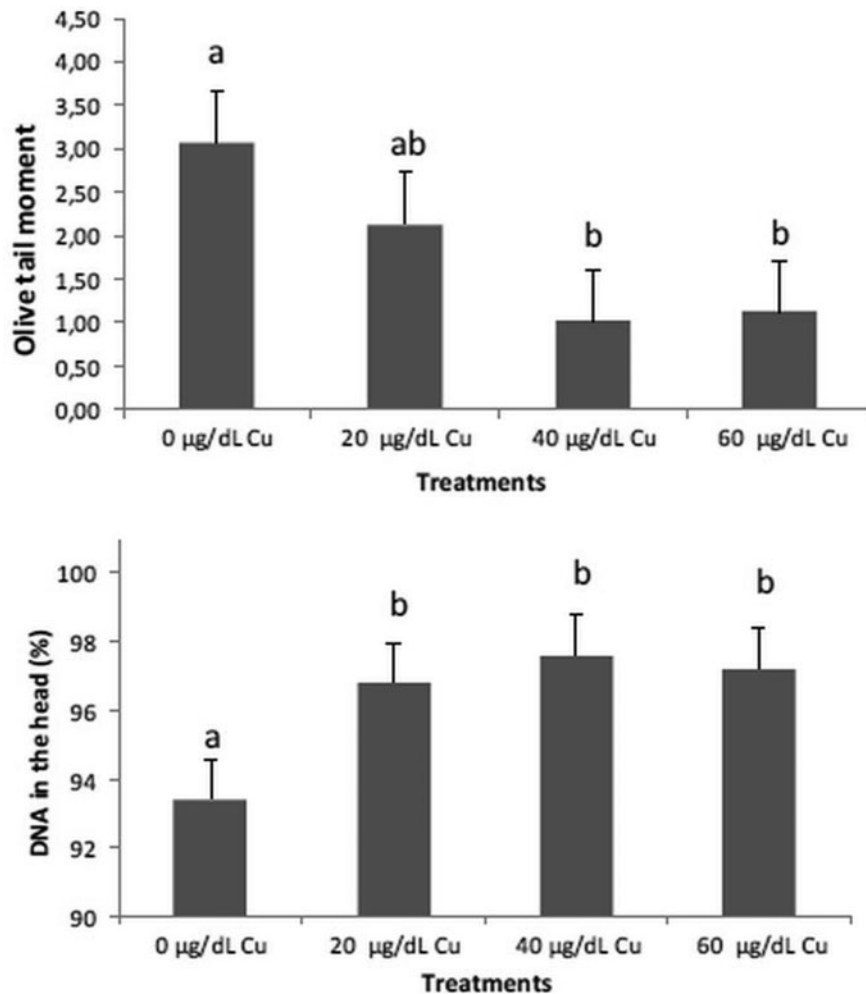 Olive tail moment
4,50
4,00
3,50
3,00
2,50
2,00
1,50
1,00
0,50
0,00
a
ab
b
b
0 µg/dL Cu
20 µg/dL Cu
40 µg/dL Cu
60 µg/dL Cu
Treatments
DNA in the head (%)
100
98
96
94
92
90
a
b
b
b
0 µg/dL Cu
20 µg/dL Cu
40 µg/dL Cu
60 µg/dL Cu
Treatments